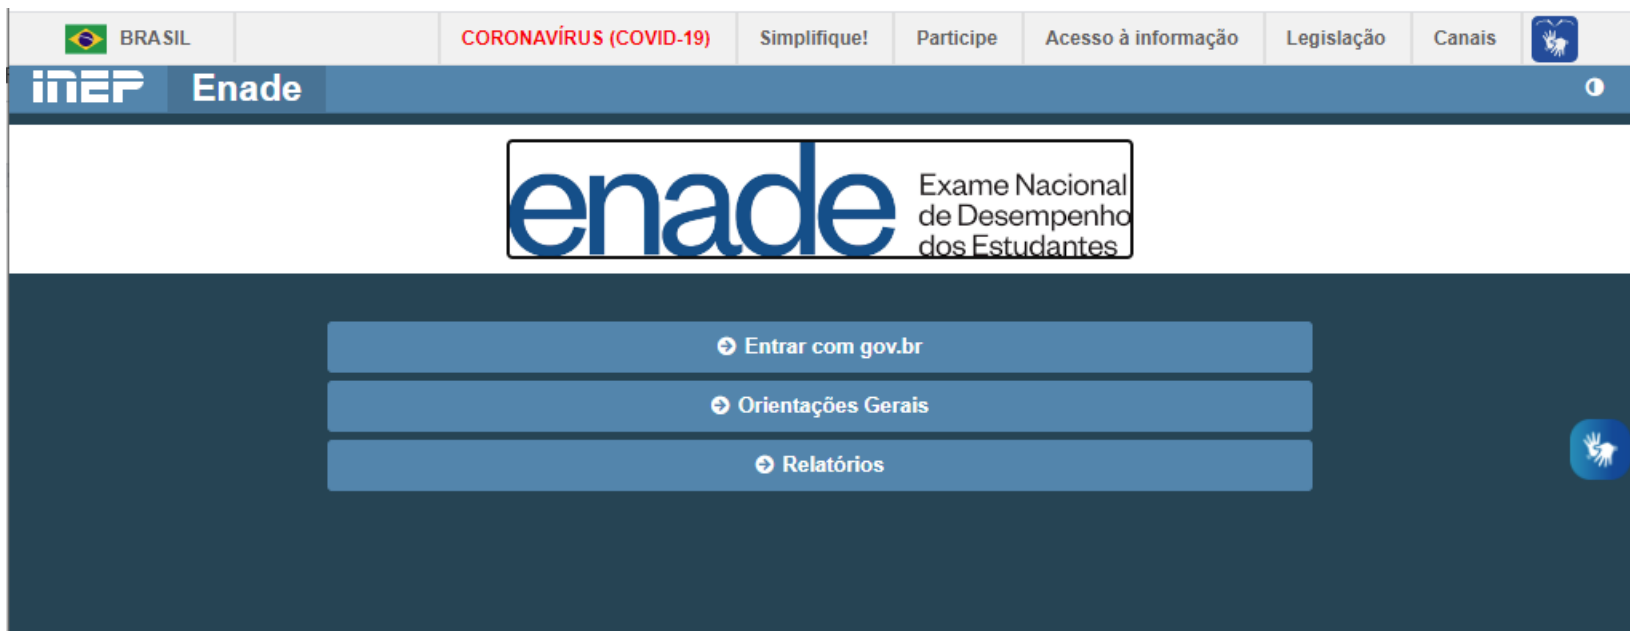 BRASIL
CORONAVÍRUS (COVID-19)
Simplifique!
Participe
Acesso à informação
Legislação
Canais
inep
Enade
enade
Exame Nacional
de Desempenho
dos Estudantes
Entrar com gov.br
Orientações Gerais
Relatórios